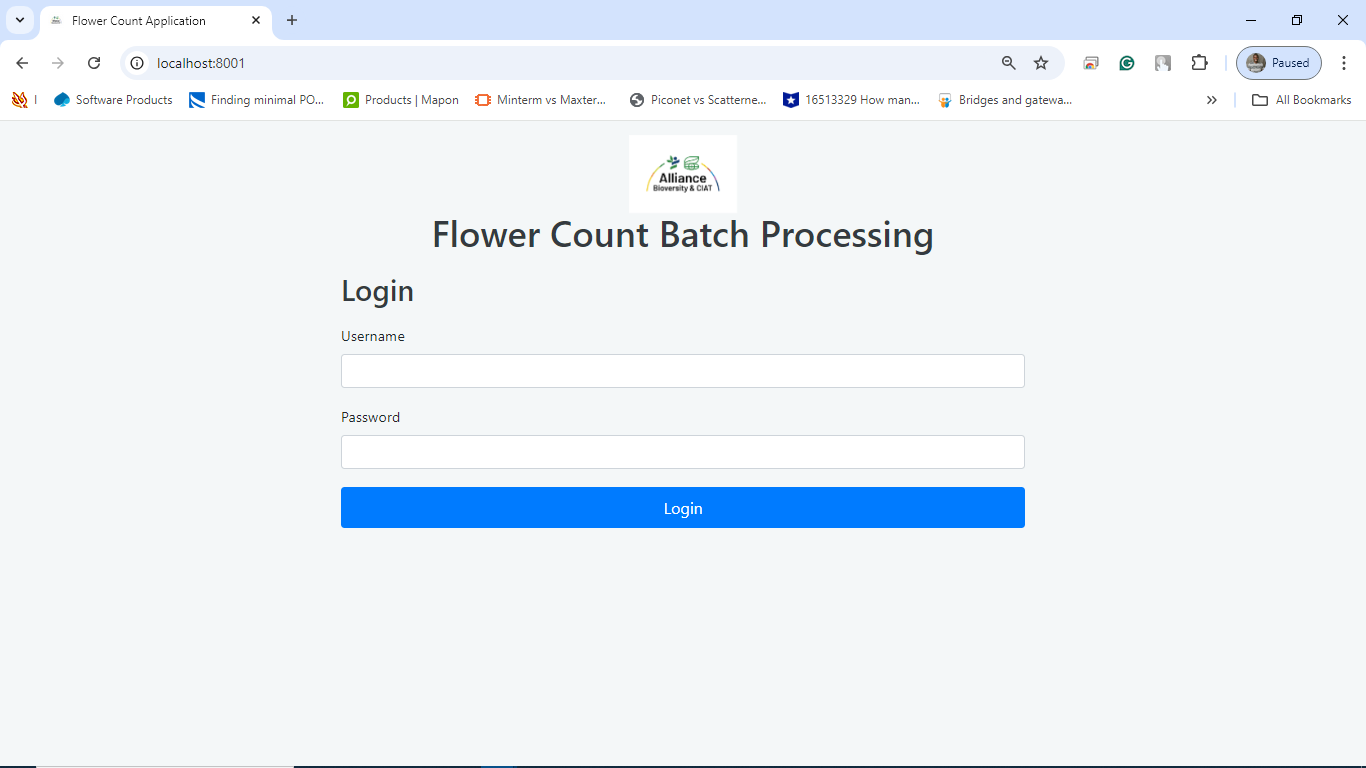 Flower Count Application
localhost:8001
Paused
I
Software Products
Finding minimal PO...
Products | Mapon
Minterm vs Maxter...
Piconet vs Scatterne...
16513329 How man...
Bridges and gatewa...
All Bookmarks
Alliance
Bioversity & CIAT
Flower Count Batch Processing
Login
Username
Password
Login